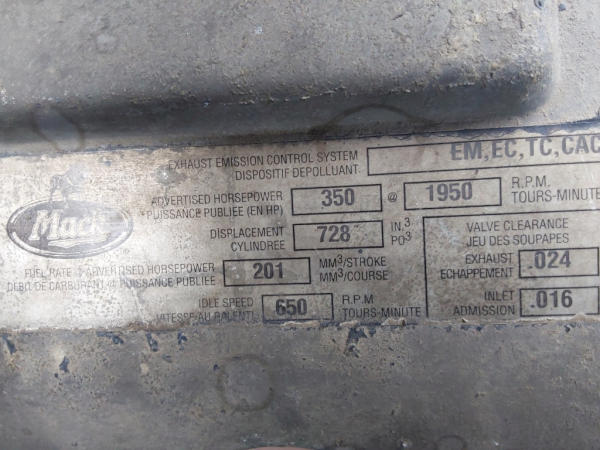 EXHAUST EMISSION CONTROL SYSTEM
DISPOSITIF DEPOLLUANT
EM,EC,TC,CAC
Mack
ADVERTISED HORSEPOWER
PUISSANCE PUBLIEE (EN HP)
350 @ 1950
R.P.M.
TOURS-MINUTE
DISPLACEMENT
CYLINDREE
728
IN.3
PO3
FUEL RATE @ ADVERTISED HORSEPOWER
DEBO DE CARBURANT @ PUISSANCE PUBLIEE
201
MM3/STROKE
MM3/COURSE
IDLE SPEED
VITESSE AU RALENTI
650
R.P.M
TOURS-MINUTE
VALVE CLEARANCE
JEU DES SOUPAPES
EXHAUST
ECHAPPEMENT
.024
INLET
ADMISSION
.016